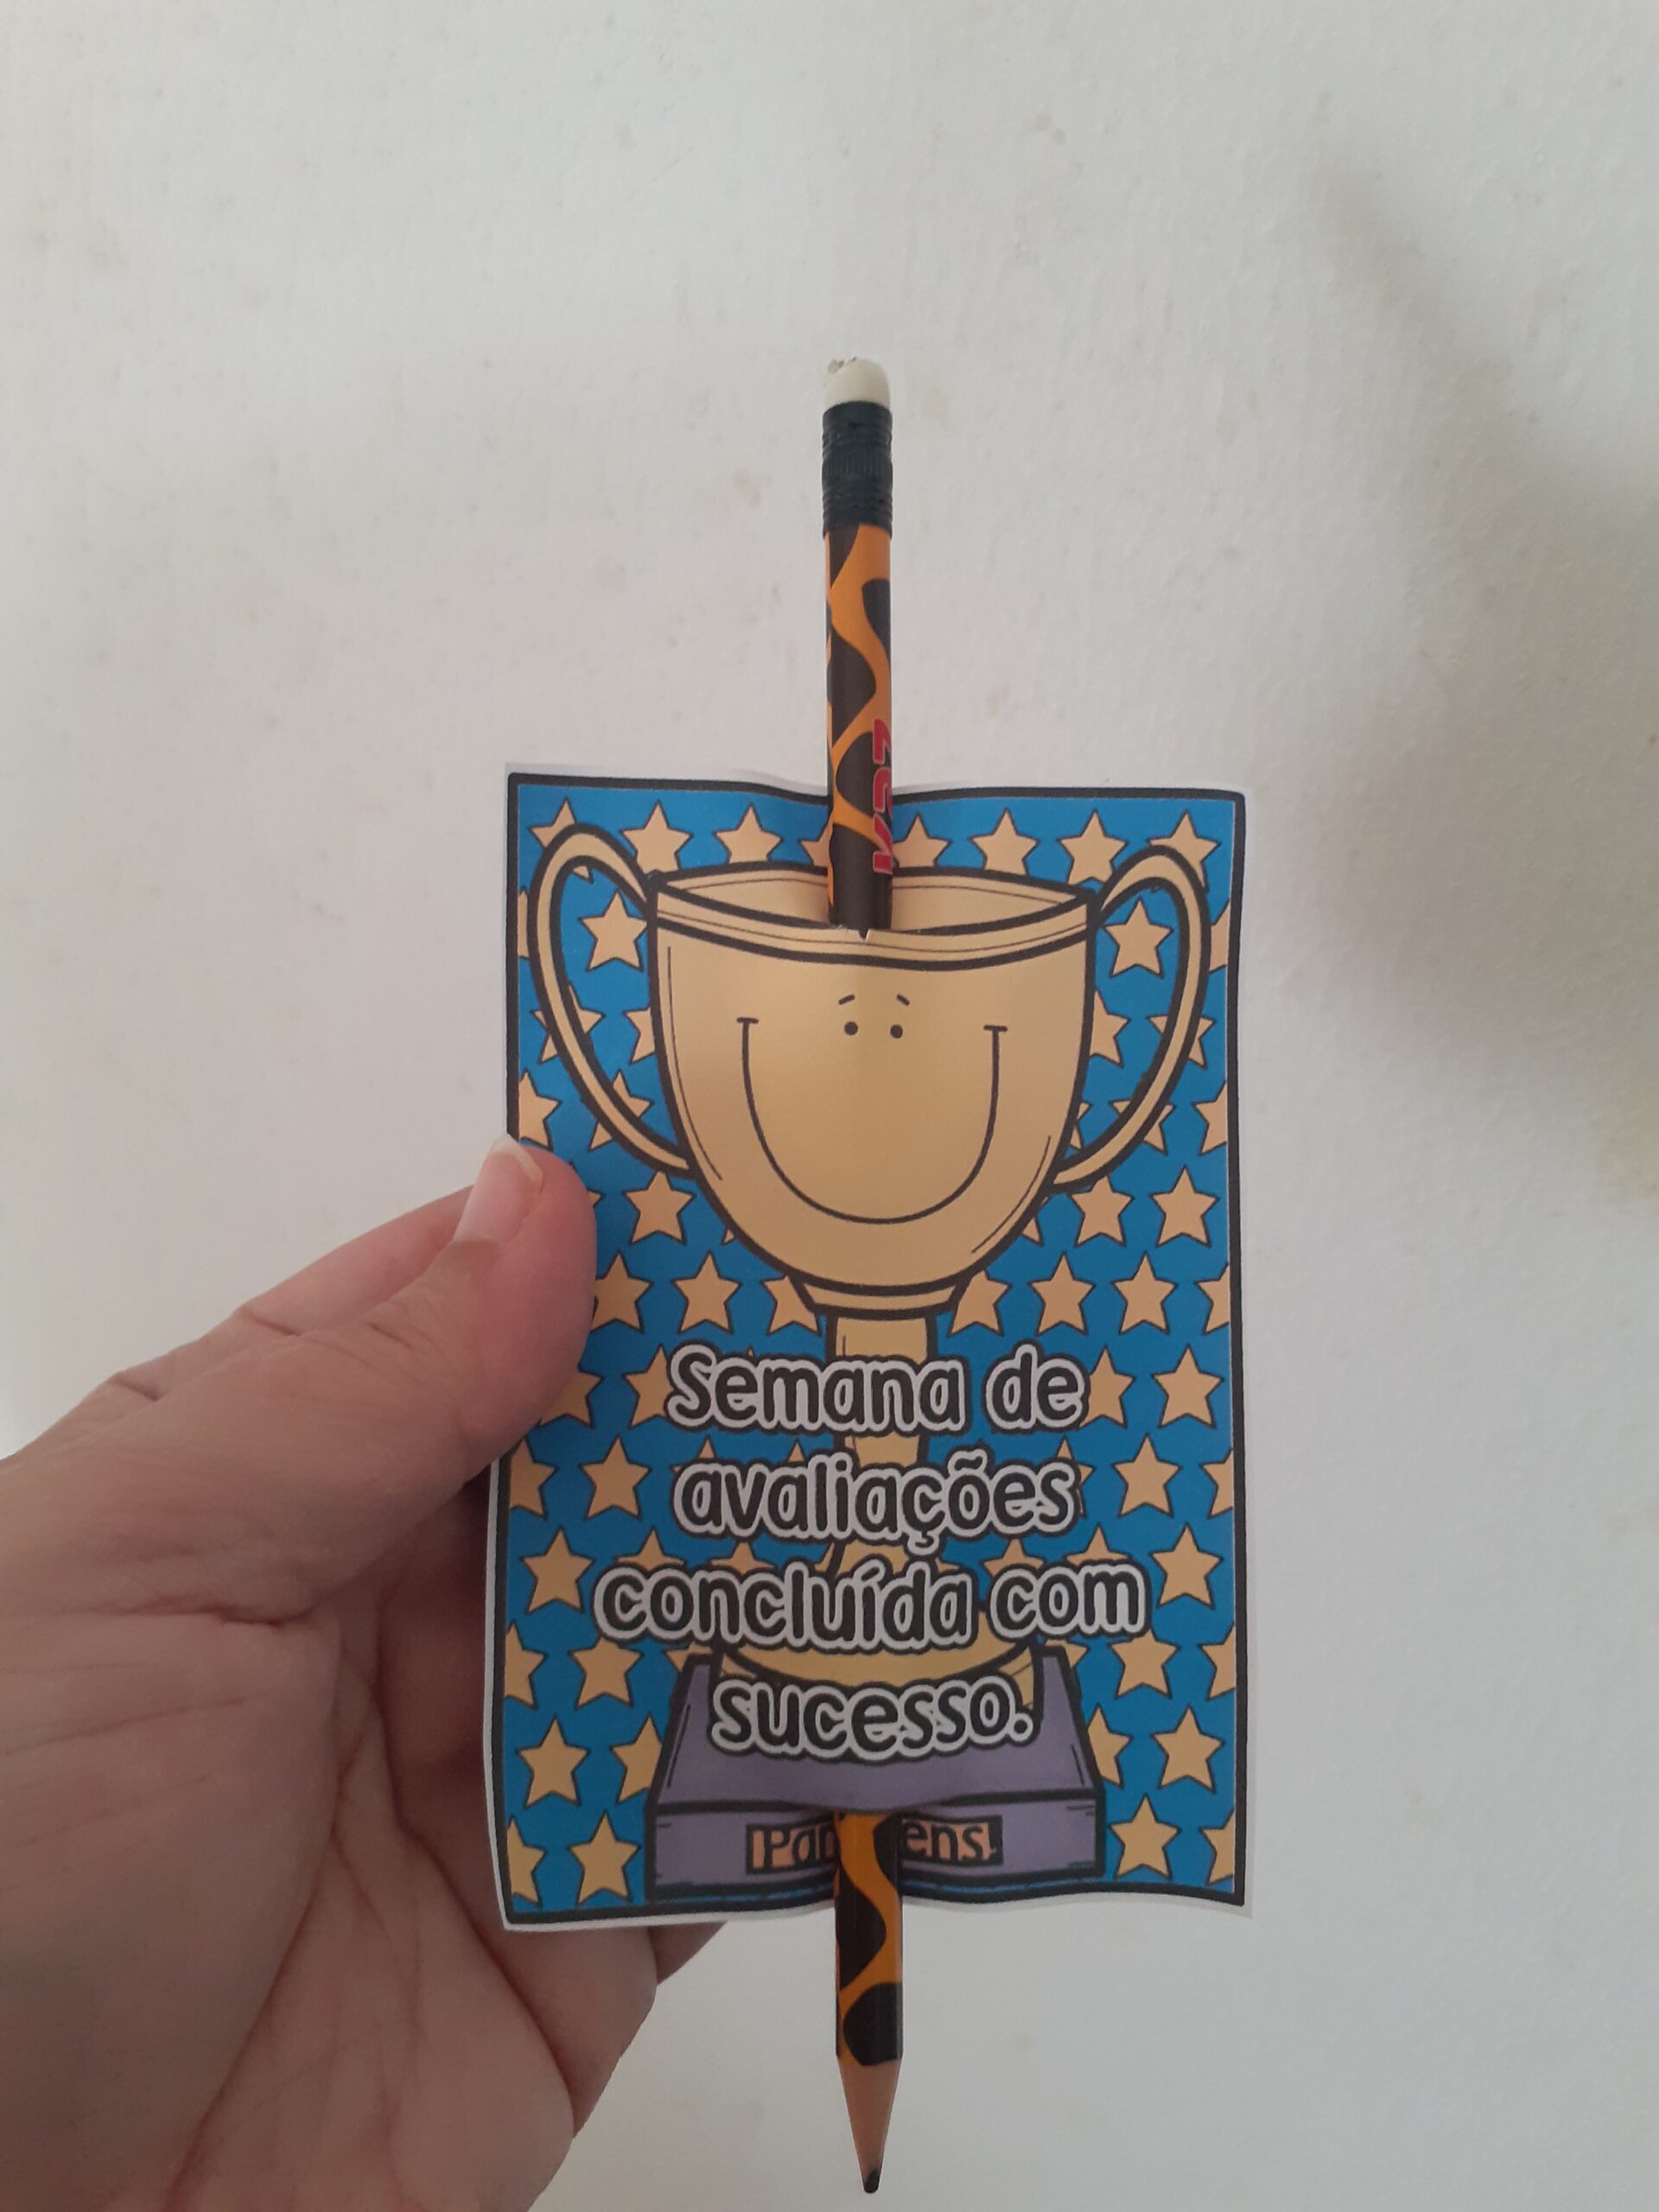 Semana de
avaliações
concluída com
sucesso.